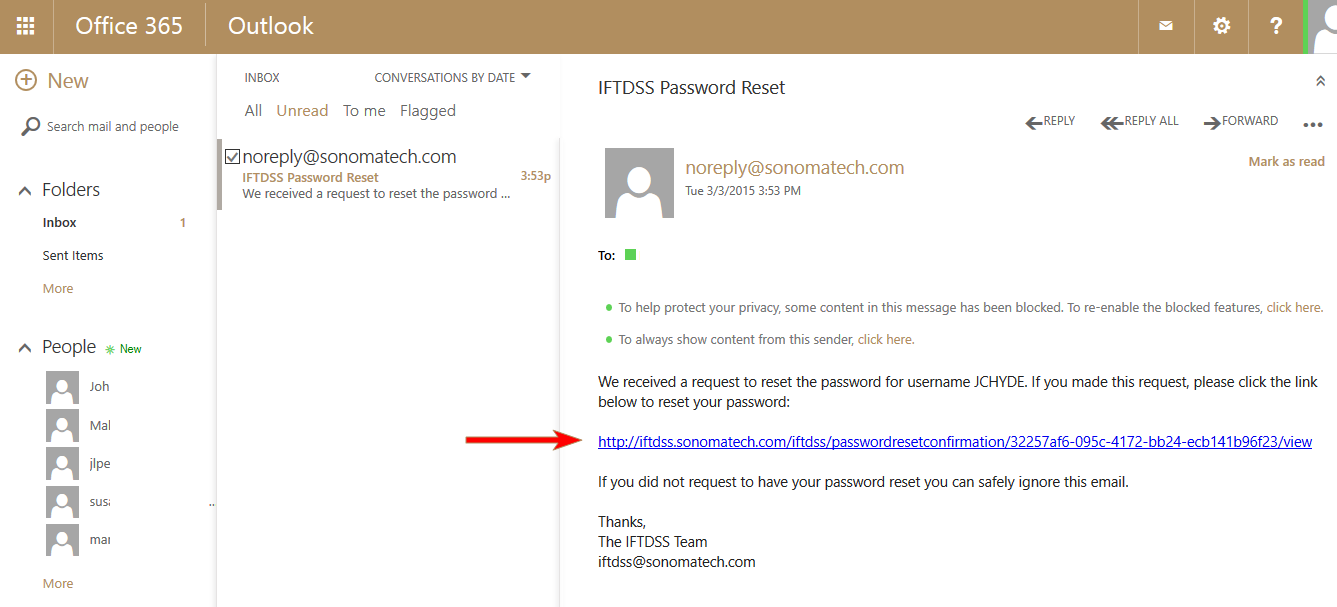 Office 365
Outlook
?
New
Search mail and people
Folders
Inbox 1
Sent Items
More
People New
Joh
Mal
jlpe
susa
mar
..
More
INBOX CONVERSATIONS BY DATE
All Unread To me Flagged
noreply@sonomatech.com
IFTDSS Password Reset 3:53p
We received a request to reset the password ...
IFTDSS Password Reset
REPLY REPLY ALL FORWARD ...
noreply@sonomatech.com Mark as read
Tue 3/3/2015 3:53 PM
To:
To help protect your privacy, some content in this message has been blocked. To re-enable the blocked features, click here.
To always show content from this sender, click here.
We received a request to reset the password for username JCHYDE. If you made this request, please click the link
below to reset your password:
http://iftdss.sonomatech.com/iftdss/passwordresetconfirmation/32257af6-095c-4172-bb24-ecb141b96f23/view
If you did not request to have your password reset you can safely ignore this email.
Thanks,
The IFTDSS Team
iftdss@sonomatech.com